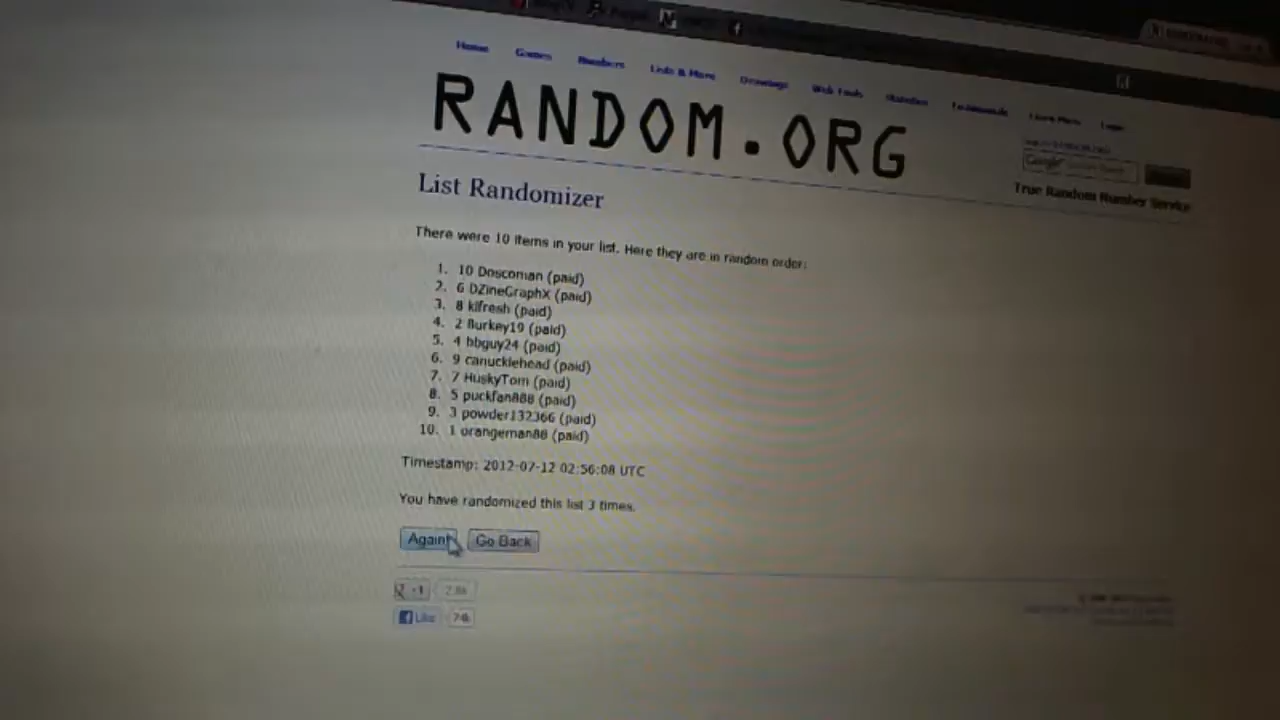 Home Games Numbers Lists & More Drawings Web Tools Statistics Testimonials Learn More Login
RANDOM.ORG
Google
True Random Number Service
List Randomizer
There were 10 items in your list. Here they are in random order:
1. 10 Doscoman (paid)
2. 6 DZineGraphX (paid)
3. 8 klfresh (paid)
4. 2 Burkey19 (paid)
5. 4 bbguy24 (paid)
6. 9 canucklehead (paid)
7. 7 HuskyTom (paid)
8. 5 puckfan888 (paid)
9. 3 powder132366 (paid)
10. 1 orangeman88 (paid)
Timestamp: 2012-07-12 02:56:08 UTC
You have randomized this list 3 times.
Again! Go Back
+1
Like